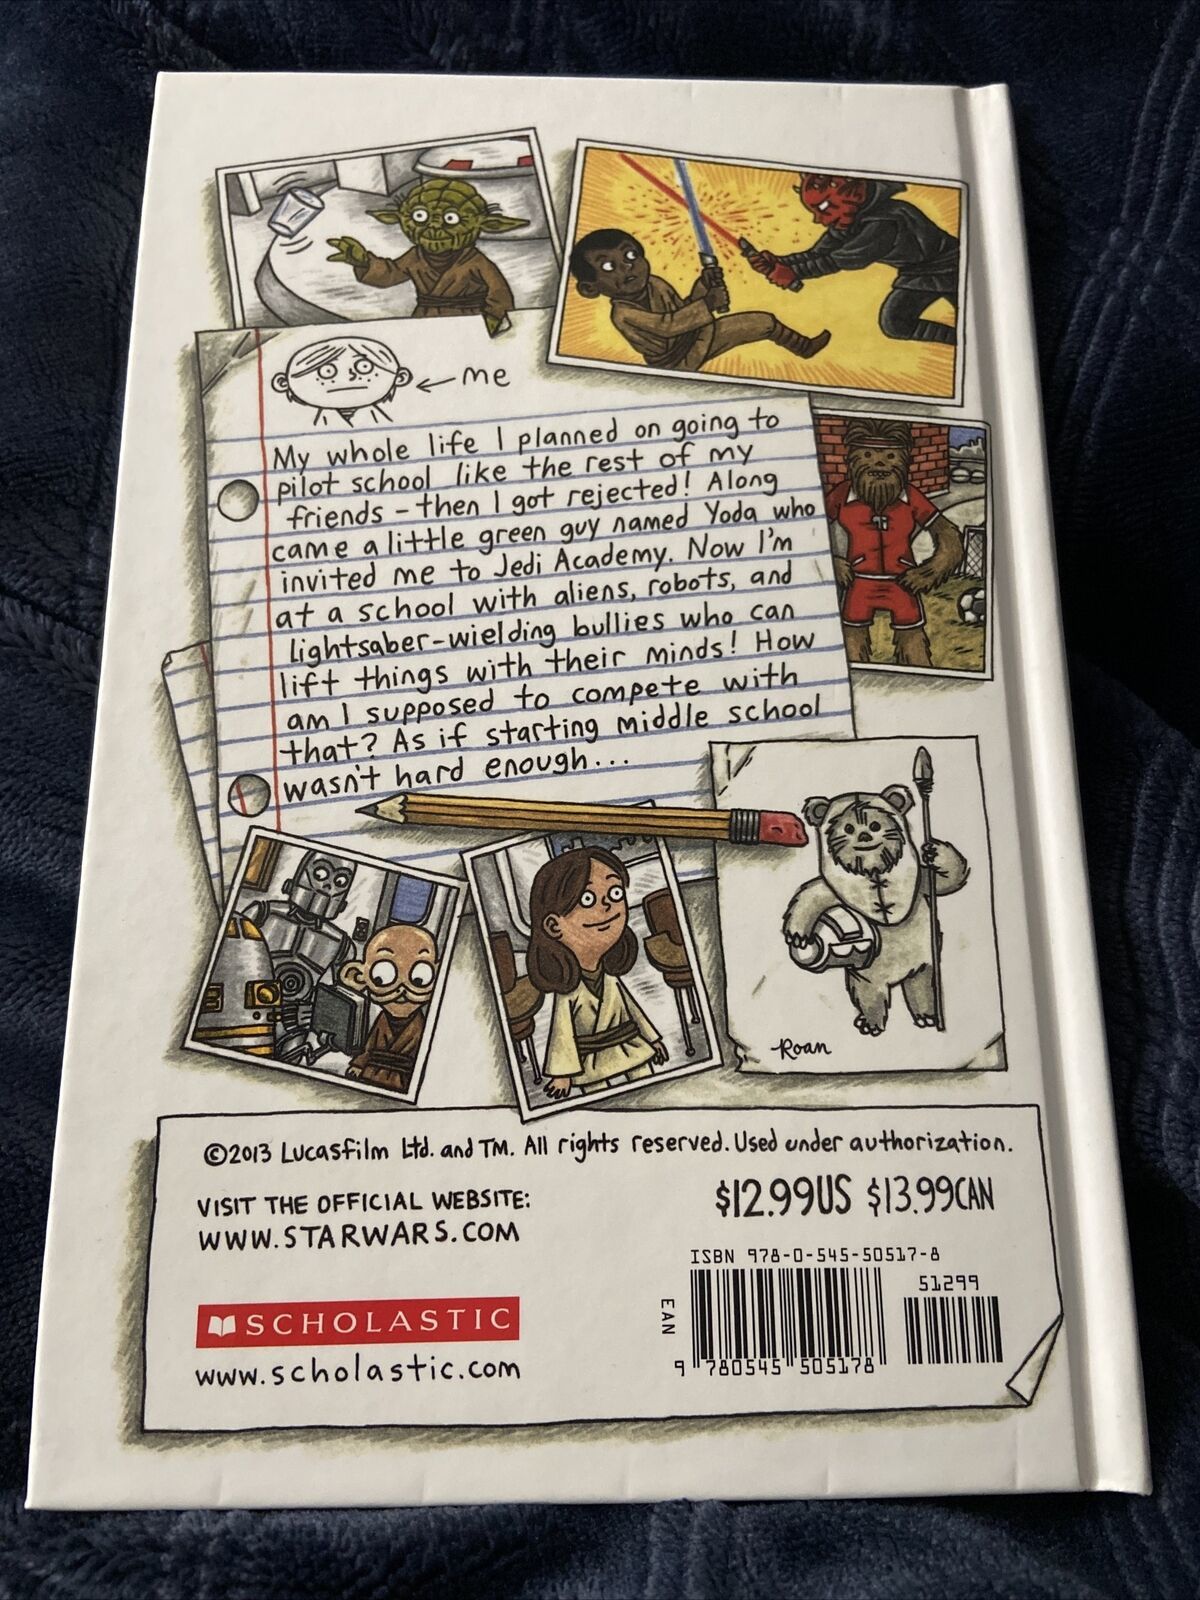 me
My whole life I planned on going to
pilot school like the rest of my
friends - then I got rejected! Along
came a little green guy named Yoda who
invited me to Jedi Academy. Now I'm
at a school with aliens, robots, and
lightsaber-wielding bullies who can
lift things with their minds! How
am I supposed to compete with
that? As if starting middle school
wasn't hard enough...
Roan
©2013 Lucasfilm Ltd. and TM. All rights reserved. Used under authorization.
VISIT THE OFFICIAL WEBSITE:
WWW.STARWARS.COM
$12.99US $13.99CAN
ISBN 978-0-545-50517-8
51299
EAN
9 780545 505178
SCHOLASTIC
www.scholastic.com